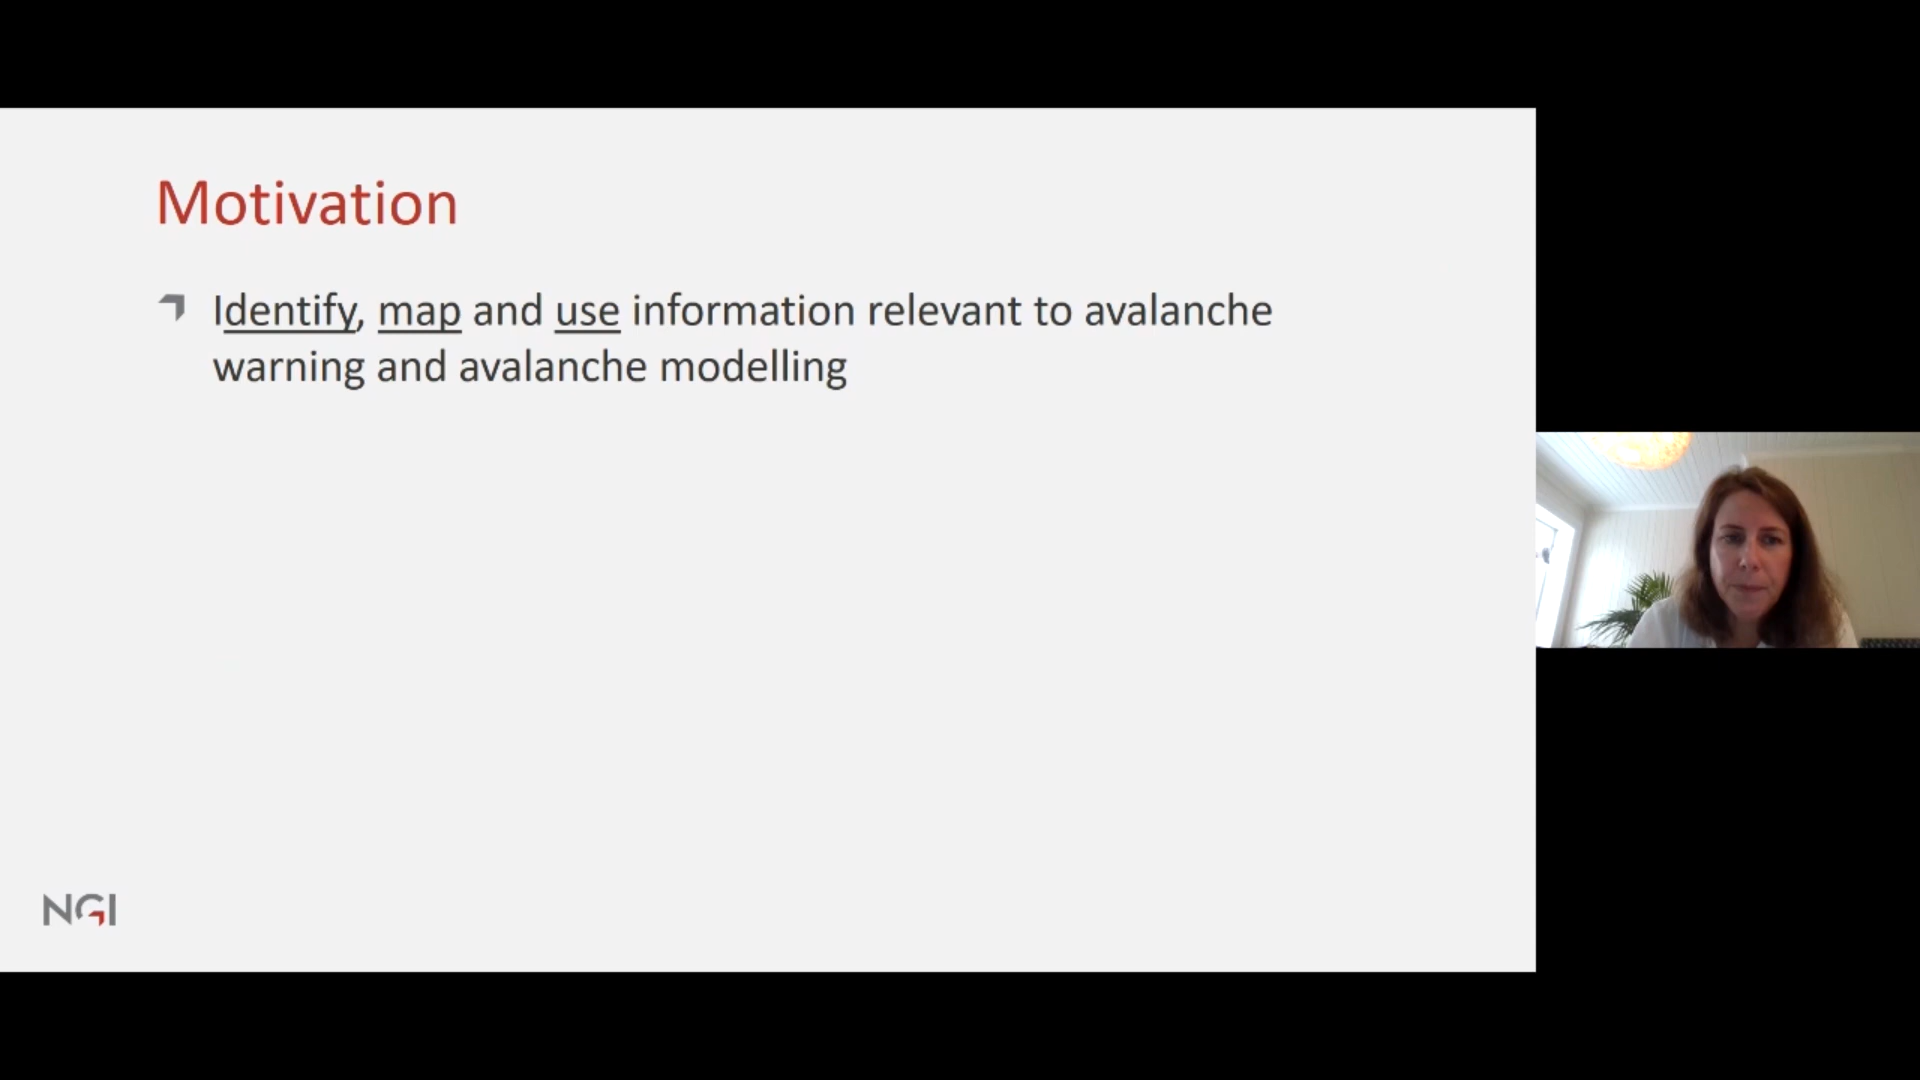 Motivation
Identify, map and use information relevant to avalanche
warning and avalanche modelling
NGI